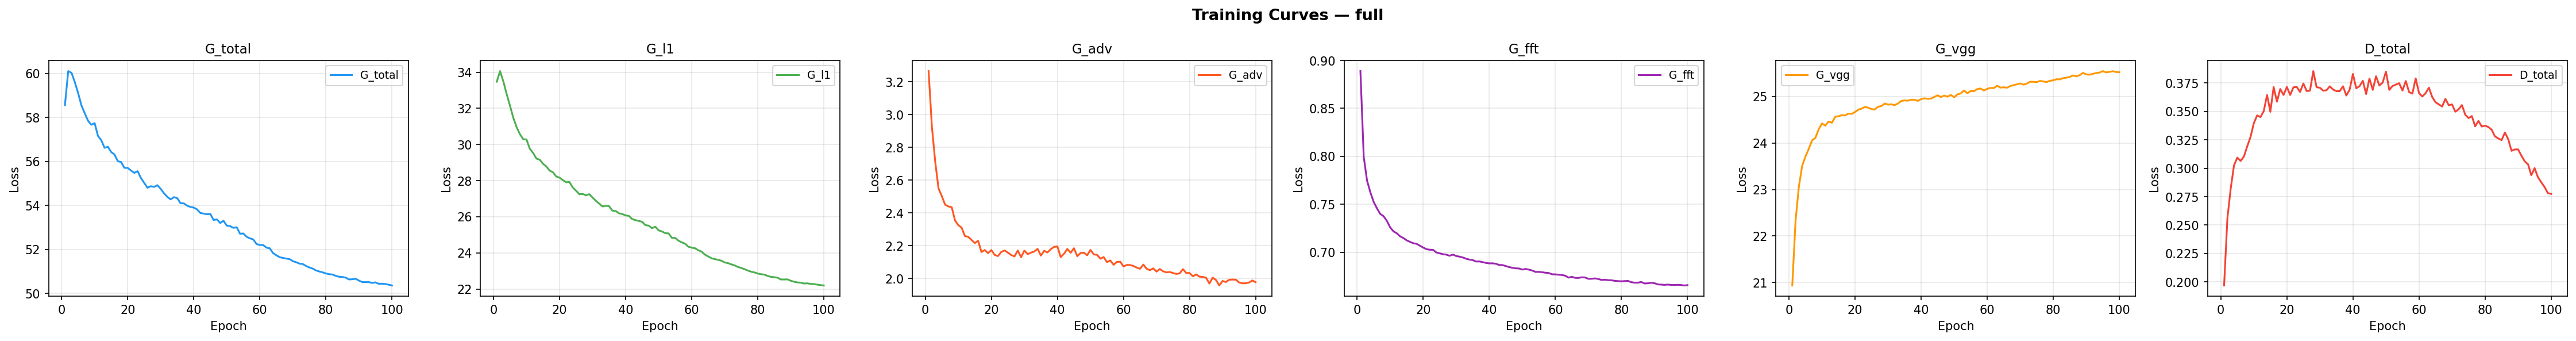 Training Curves — full
G_total
60
58
56
54
52
50
Loss
0 20 40 60 80 100
Epoch
G_total
G_l1
34
32
30
28
26
24
22
Loss
0 20 40 60 80 100
Epoch
G_l1
G_adv
3.2
3.0
2.8
2.6
2.4
2.2
2.0
Loss
0 20 40 60 80 100
Epoch
G_adv
G_fft
0.90
0.85
0.80
0.75
0.70
Loss
0 20 40 60 80 100
Epoch
G_fft
G_vgg
25
24
23
22
21
Loss
0 20 40 60 80 100
Epoch
G_vgg
D_total
0.375
0.350
0.325
0.300
0.275
0.250
0.225
0.200
Loss
0 20 40 60 80 100
Epoch
D_total